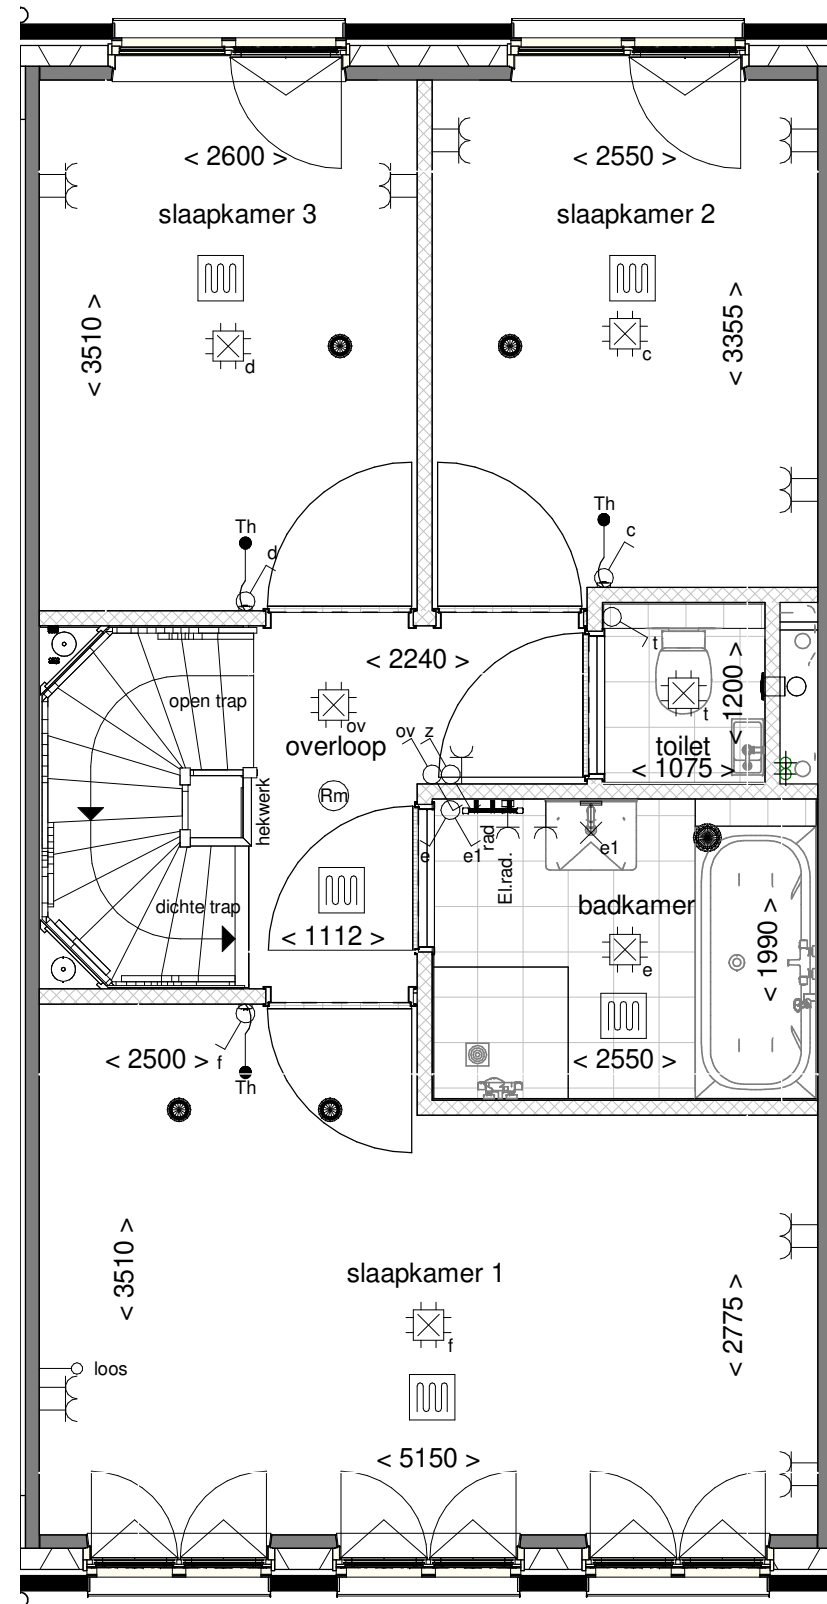 < 2600 >
< 2550 >
slaapkamer 3
slaapkamer 2
< 3510 >
< 3355 >
d
c
Th
Th
d
c
t
< 2240 >
< 1200 >
open trap
t
ov
overloop
ov z
toilet
< 1075 >
Rm
hekwerk
rad
e
e1
e1
El.rad.
dichte trap
badkamer
< 1112 >
< 1990 >
e
< 2500 >
f
Th
< 2550 >
< 3510 >
slaapkamer 1
< 2775 >
f
loos
< 5150 >